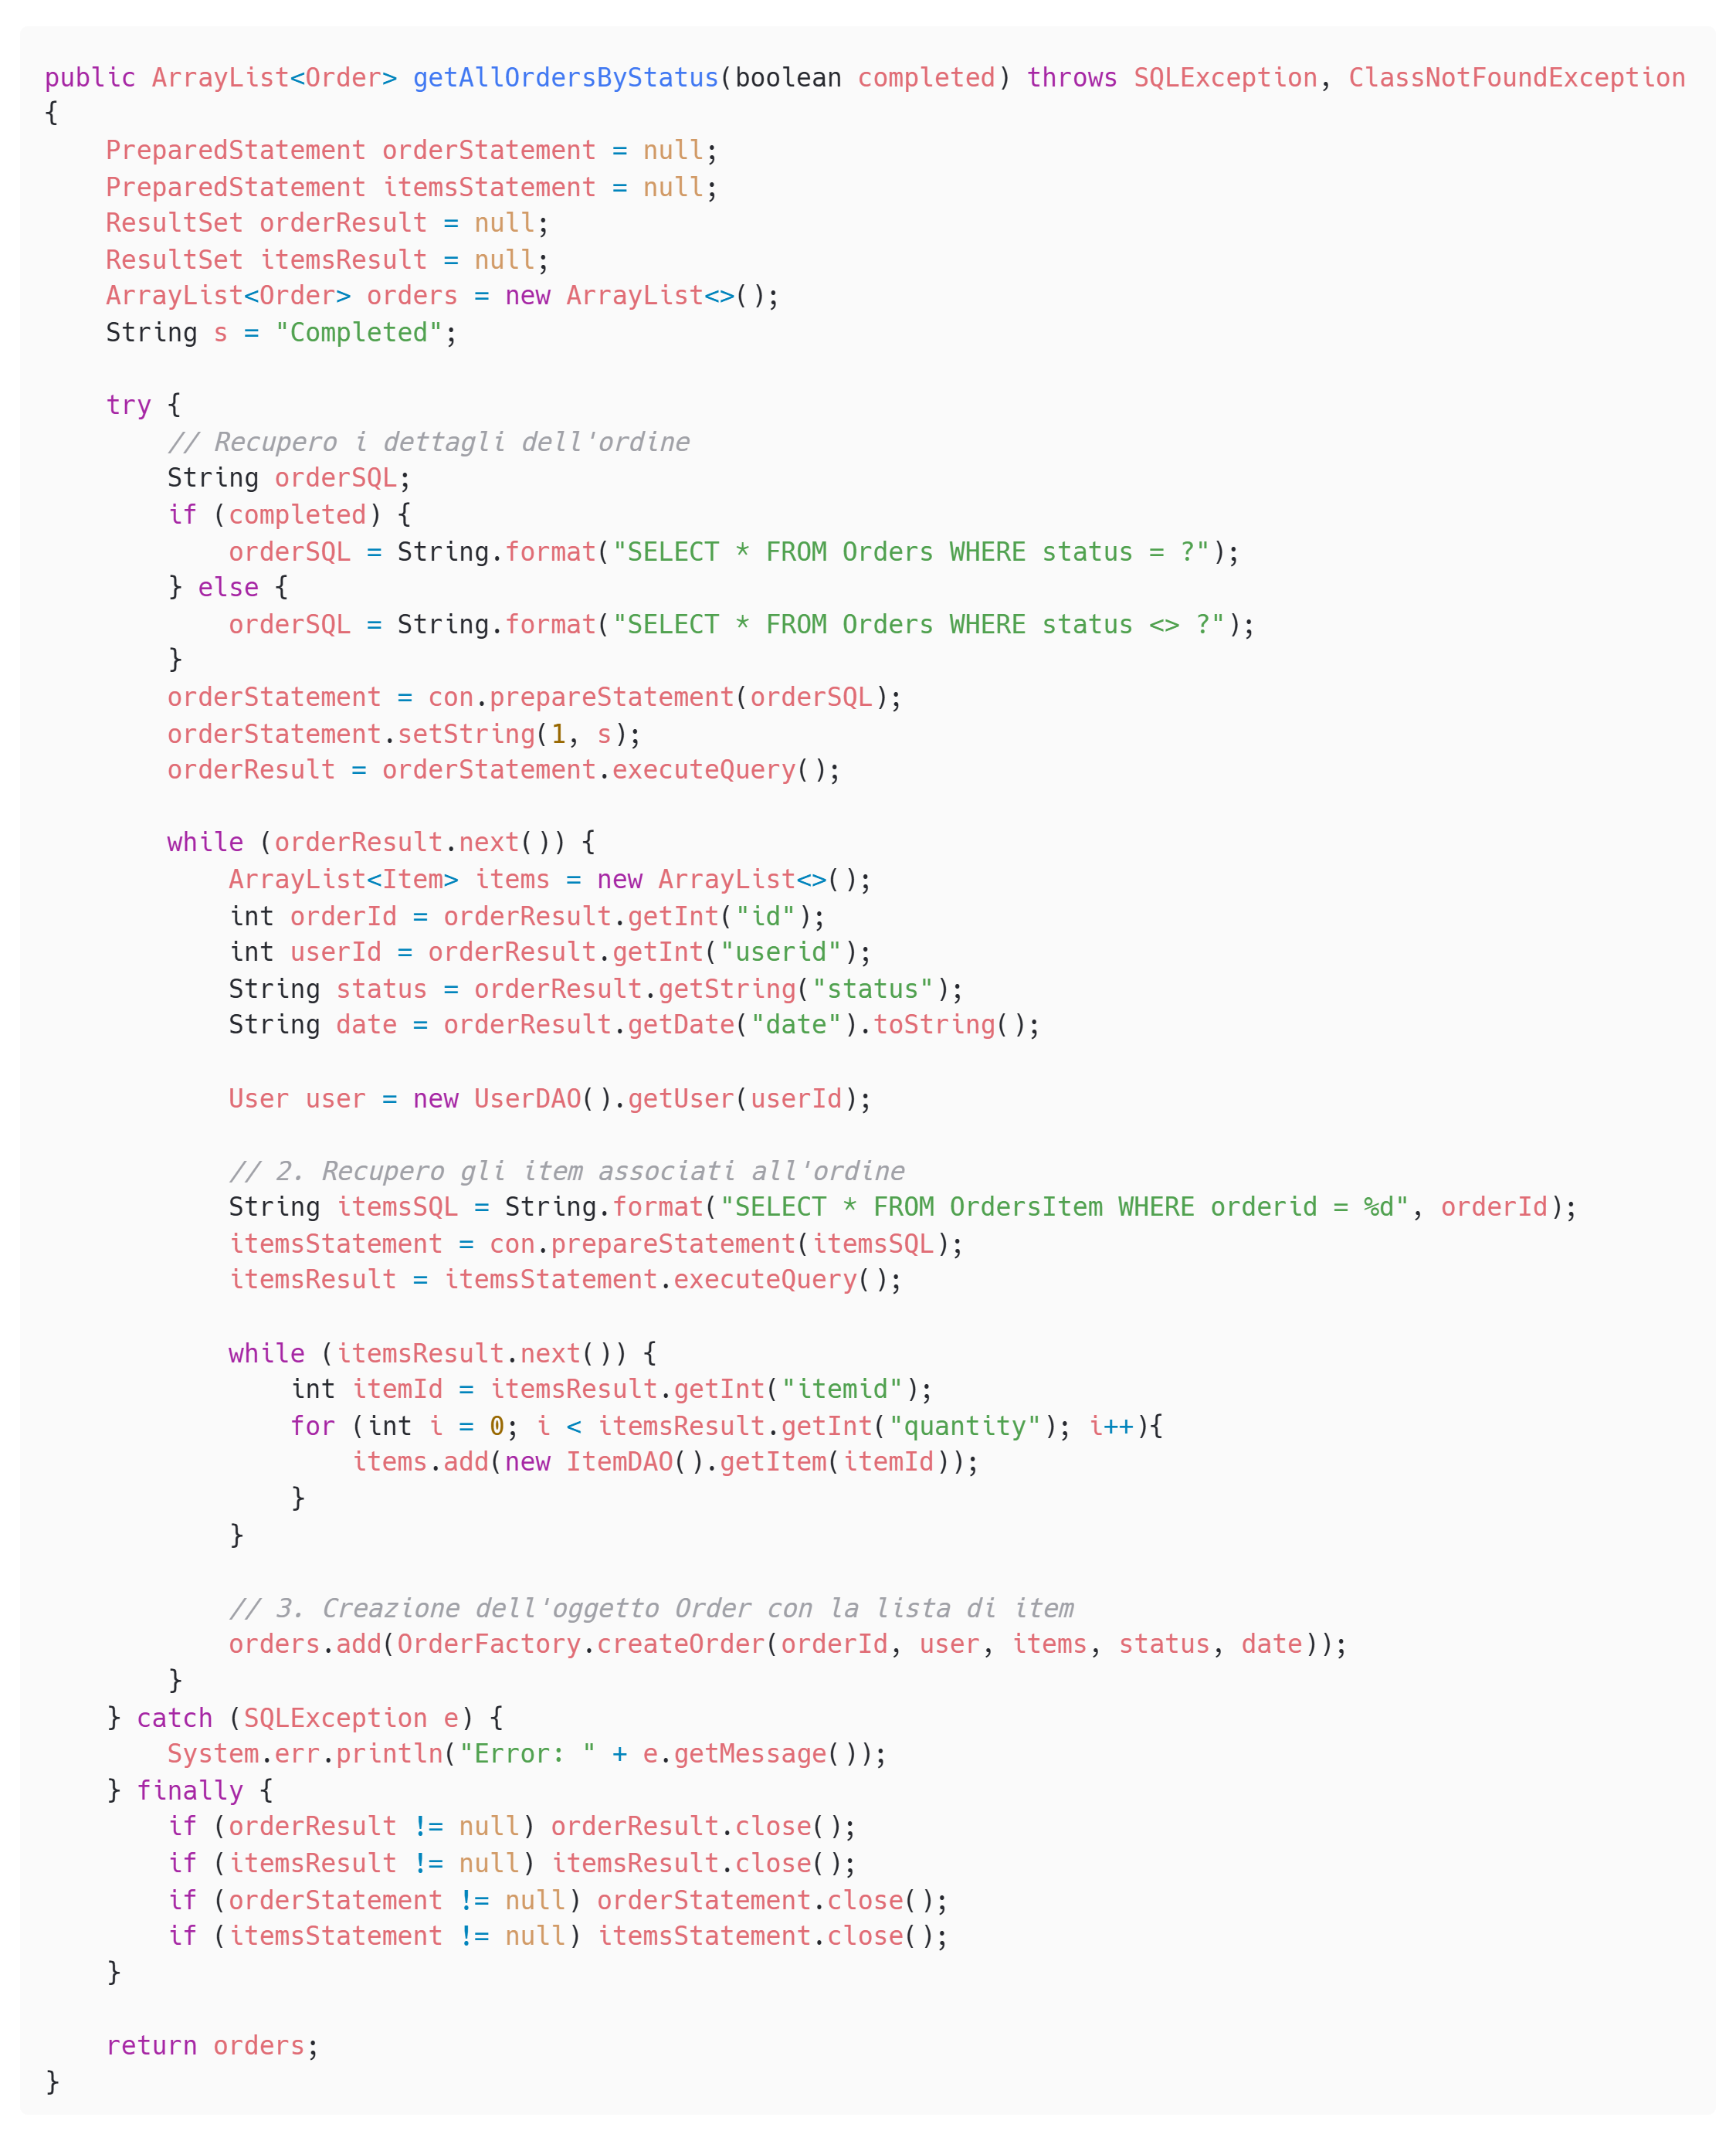 public ArrayList<Order> getAllOrdersByStatus(boolean completed) throws SQLException, ClassNotFoundException
{
    PreparedStatement orderStatement = null;
    PreparedStatement itemsStatement = null;
    ResultSet orderResult = null;
    ResultSet itemsResult = null;
    ArrayList<Order> orders = new ArrayList<>();
    String s = "Completed";

    try {
        // Recupero i dettagli dell'ordine
        String orderSQL;
        if (completed) {
            orderSQL = String.format("SELECT * FROM Orders WHERE status = ?");
        } else {
            orderSQL = String.format("SELECT * FROM Orders WHERE status <> ?");
        }
        orderStatement = con.prepareStatement(orderSQL);
        orderStatement.setString(1, s);
        orderResult = orderStatement.executeQuery();

        while (orderResult.next()) {
            ArrayList<Item> items = new ArrayList<>();
            int orderId = orderResult.getInt("id");
            int userId = orderResult.getInt("userid");
            String status = orderResult.getString("status");
            String date = orderResult.getDate("date").toString();

            User user = new UserDAO().getUser(userId);

            // 2. Recupero gli item associati all'ordine
            String itemsSQL = String.format("SELECT * FROM OrdersItem WHERE orderid = %d", orderId);
            itemsStatement = con.prepareStatement(itemsSQL);
            itemsResult = itemsStatement.executeQuery();

            while (itemsResult.next()) {
                int itemId = itemsResult.getInt("itemid");
                for (int i = 0; i < itemsResult.getInt("quantity"); i++){
                    items.add(new ItemDAO().getItem(itemId));
                }
            }

            // 3. Creazione dell'oggetto Order con la lista di item
            orders.add(OrderFactory.createOrder(orderId, user, items, status, date));
        }
    } catch (SQLException e) {
        System.err.println("Error: " + e.getMessage());
    } finally {
        if (orderResult != null) orderResult.close();
        if (itemsResult != null) itemsResult.close();
        if (orderStatement != null) orderStatement.close();
        if (itemsStatement != null) itemsStatement.close();
    }

    return orders;
}